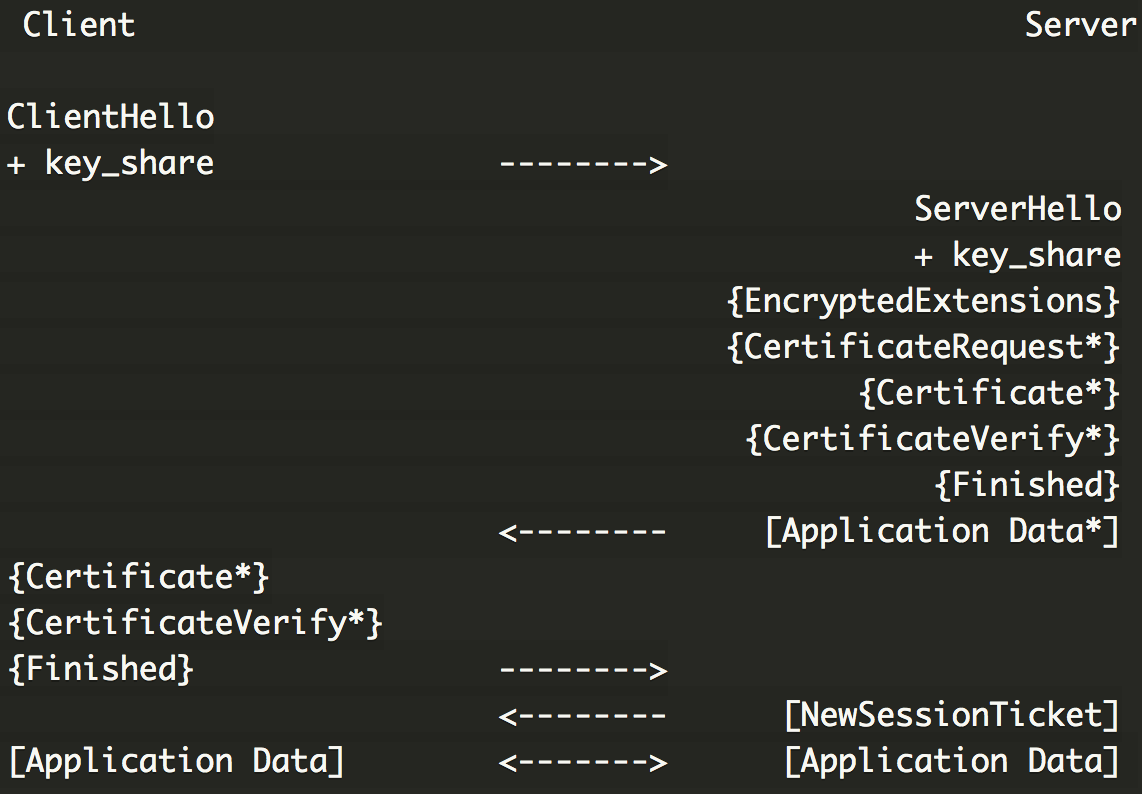 Client                                               Server

ClientHello
+ key_share               -------->
                                                ServerHello
                                                + key_share
                                      {EncryptedExtensions}
                                      {CertificateRequest*}
                                             {Certificate*}
                                       {CertificateVerify*}
                                                 {Finished}
                          <--------     [Application Data*]
{Certificate*}
{CertificateVerify*}
{Finished}                -------->
                          <--------      [NewSessionTicket]
[Application Data]        <------->      [Application Data]